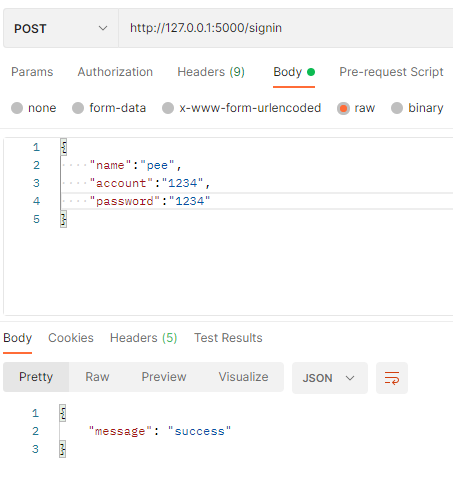 POST http://127.0.0.1:5000/signin
Params Authorization Headers (9) Body Pre-request Script
none form-data x-www-form-urlencoded raw binary
1 {
2 "name":"pee",
3 "account":"1234",
4 "password":"1234"
5 }
Body Cookies Headers (5) Test Results
Pretty Raw Preview Visualize JSON
1 {
2 "message": "success"
3 }